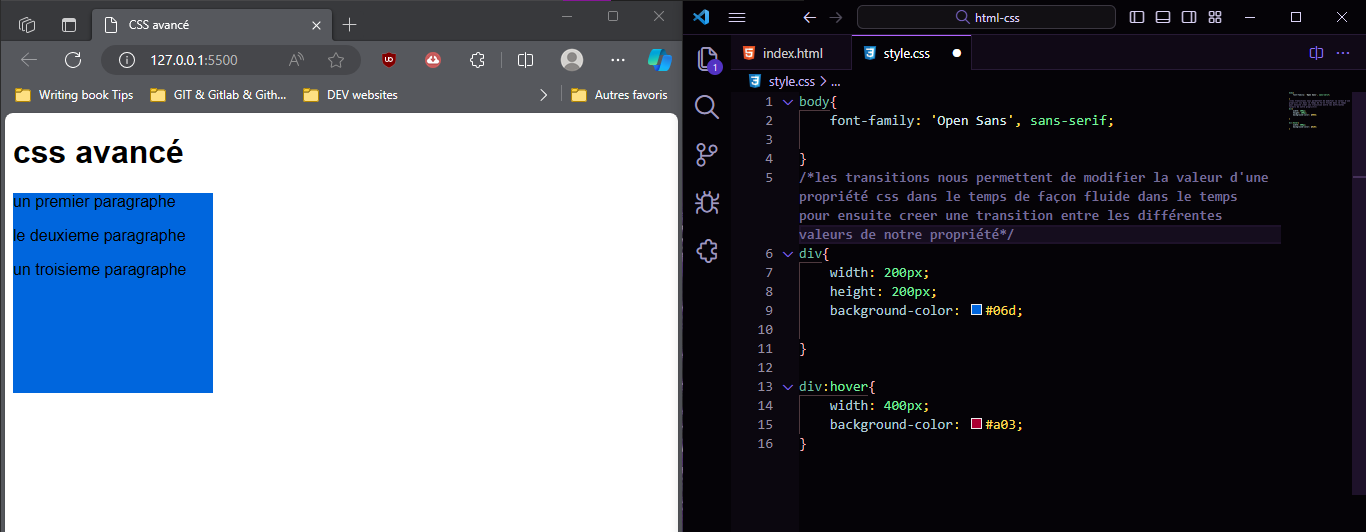 CSS avancé
127.0.0.1:5500
Writing book Tips
GIT & Gitlab & Gith...
DEV websites
Autres favoris
css avancé
un premier paragraphe
le deuxieme paragraphe
un troisieme paragraphe
html-css
1
index.html
style.css
style.css > ...
1 body{
2 font-family: 'Open Sans', sans-serif;
3
4 }
5 /*les transitions nous permettent de modifier la valeur d'une
propriété css dans le temps de façon fluide dans le temps
pour ensuite creer une transition entre les différentes
valeurs de notre propriété*/
6 div{
7 width: 200px;
8 height: 200px;
9 background-color: #06d;
10
11 }
12
13 div:hover{
14 width: 400px;
15 background-color: #a03;
16 }